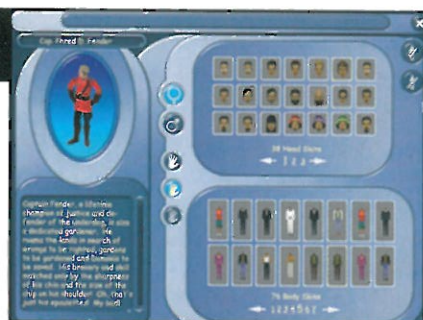 Cap. Thred D. Fender
38 Head Skins
1 2 3
Captain Fender, a lifetime
champion of justice and de-
fender of the underdog, is also
a dedicated gardener. He
roams the lands in search of
wrongs to be righted, gardens
to be gardened and
to be saved. His bravery and skill
matched only by the sharpness
of his chin and the size of the
chip on his shoulder! Oh, that's
just his epaulettes! My bad!
76 Body Skins
1 2 3 4 5 6 7